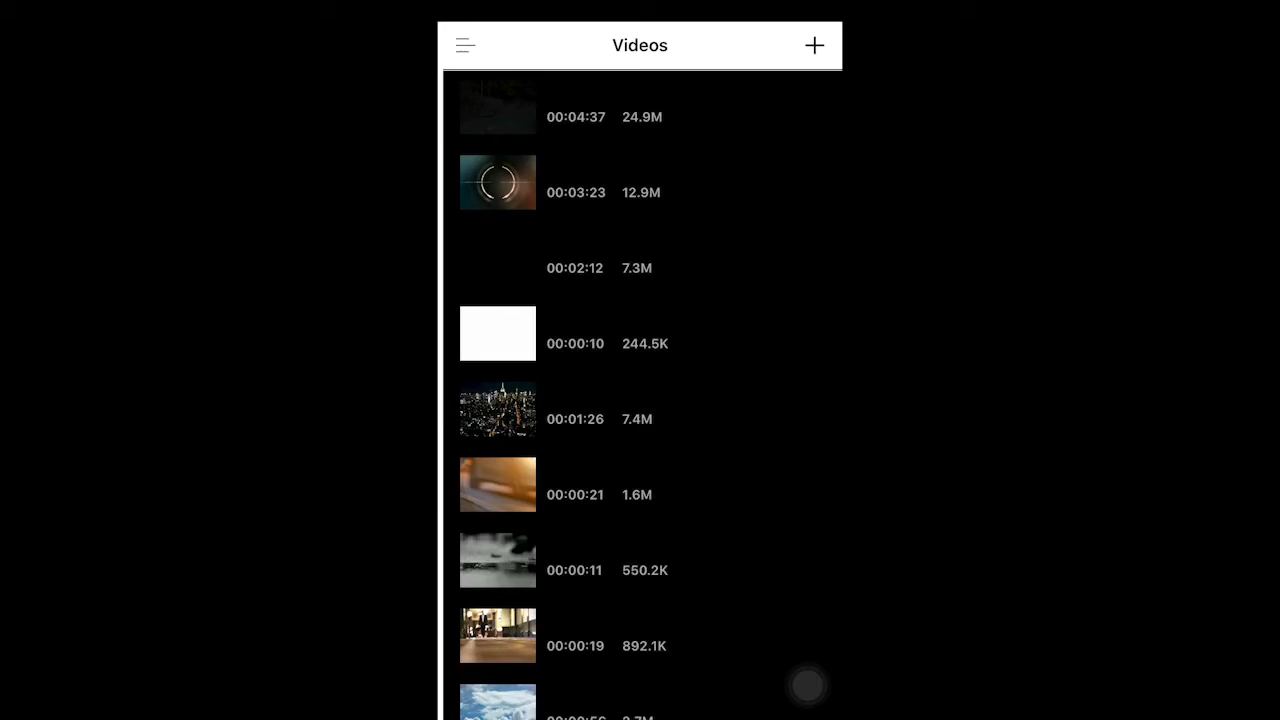 Videos
00:04:37 24.9M
00:03:23 12.9M
00:02:12 7.3M
00:00:10 244.5K
00:01:26 7.4M
00:00:21 1.6M
00:00:11 550.2K
00:00:19 892.1K